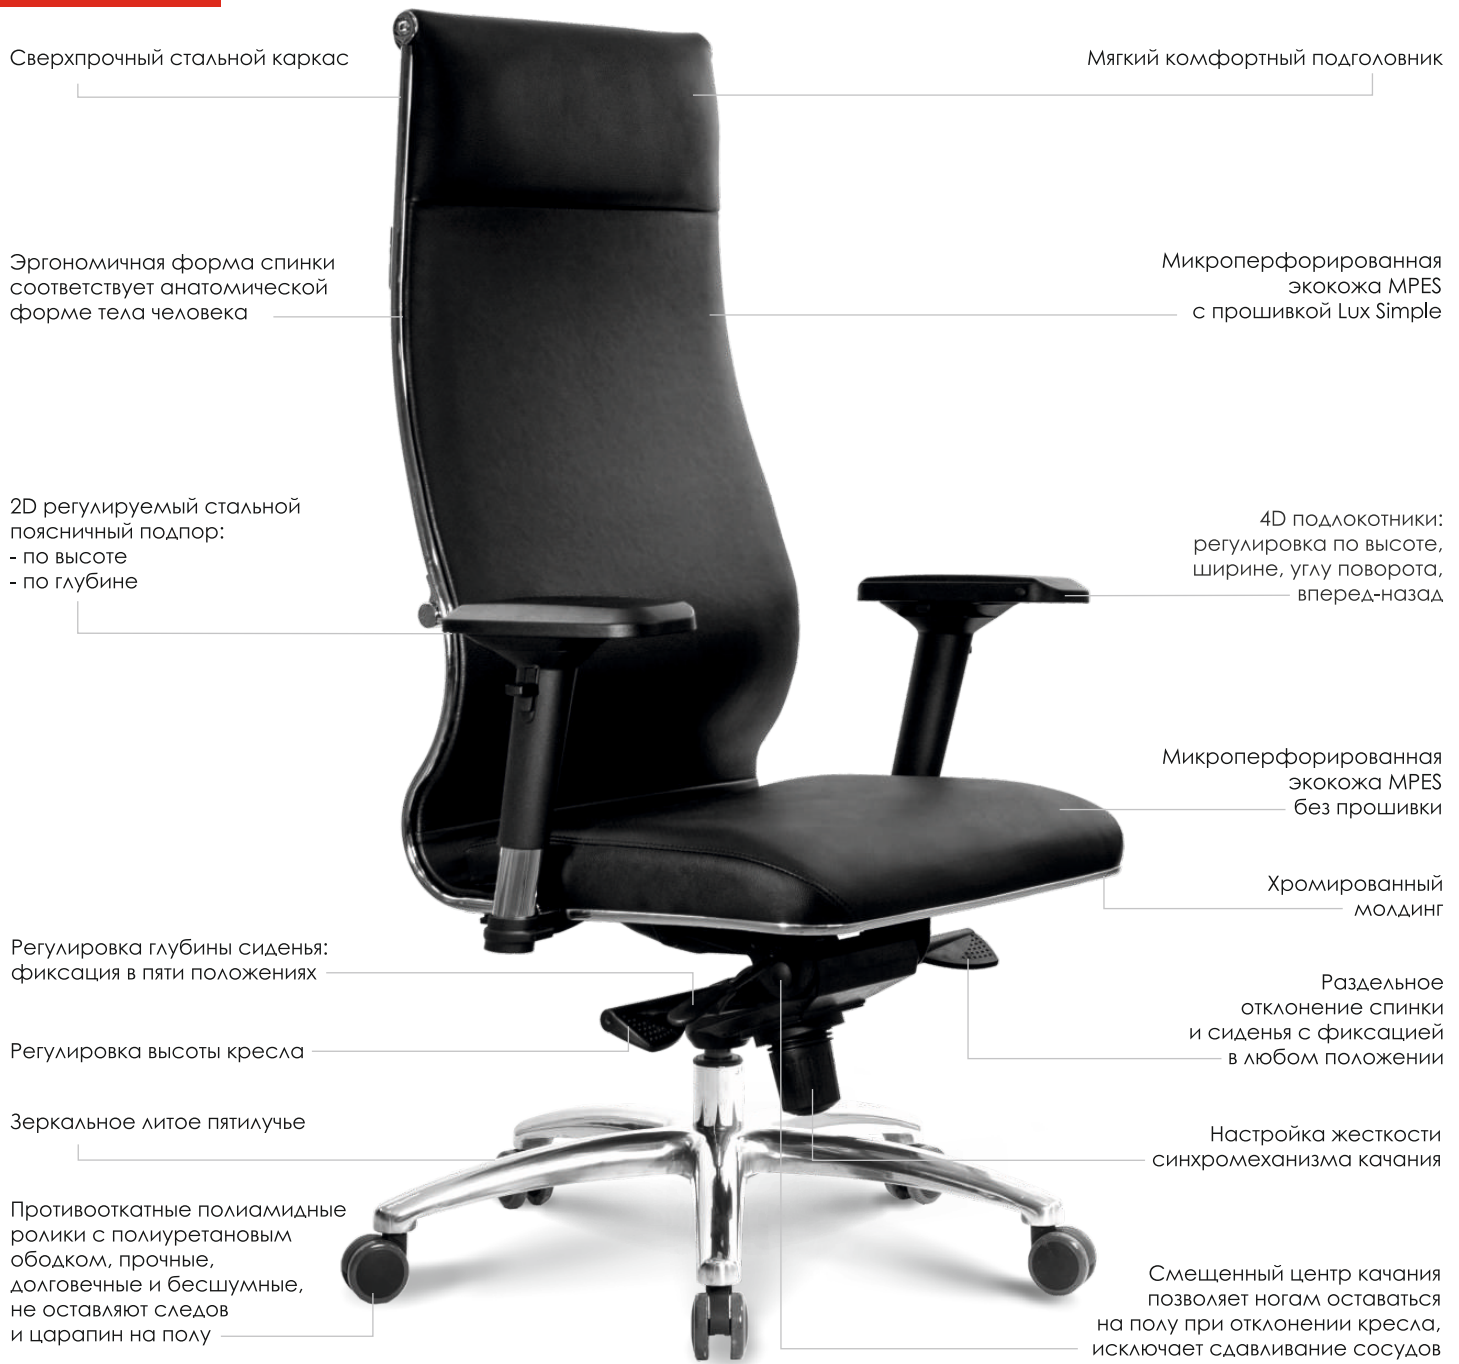 Сверхпрочный стальной каркас
Мягкий комфортный подголовник
Эргономичная форма спинки
соответствует анатомической
форме тела человека
Микроперфорированная
экокожа MPES
с прошивкой Lux Simple
2D регулируемый стальной
поясничный подпор:
- по высоте
- по глубине
4D подлокотники:
регулировка по высоте,
ширине, углу поворота,
вперед-назад
Микроперфорированная
экокожа MPES
без прошивки
Хромированный
молдинг
Регулировка глубины сиденья:
фиксация в пяти положениях
Раздельное
отклонение спинки
и сиденья с фиксацией
в любом положении
Регулировка высоты кресла
Зеркальное литое пятилучье
Настройка жесткости
синхромеханизма качания
Противооткатные полиамидные
ролики с полиуретановым
ободком, прочные,
долговечные и бесшумные,
не оставляют следов
и царапин на полу
Смещенный центр качания
позволяет ногам оставаться
на полу при отклонении кресла,
исключает сдавливание сосудов